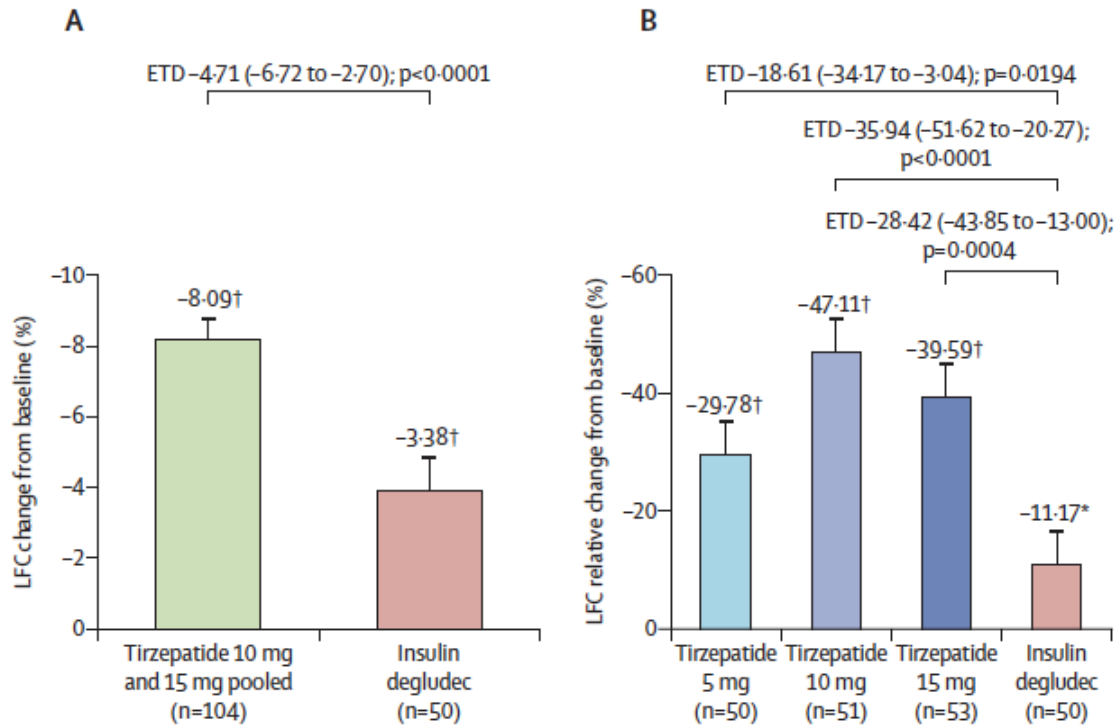 A
ETD –4·71 (–6·72 to –2·70); p<0·0001
LFC change from baseline (%)
–10
–8
–6
–4
–2
0
–8·09†
–3·38†
Tirzepatide 10 mg
and 15 mg pooled
(n=104)
Insulin
degludec
(n=50)
B
ETD –18·61 (–34·17 to –3·04); p=0·0194
ETD –35·94 (–51·62 to –20·27);
p<0·0001
ETD –28·42 (–43·85 to –13·00);
p=0·0004
LFC relative change from baseline (%)
–60
–40
–20
0
–29·78†
–47·11†
–39·59†
–11·17*
Tirzepatide
5 mg
(n=50)
Tirzepatide
10 mg
(n=51)
Tirzepatide
15 mg
(n=53)
Insulin
degludec
(n=50)